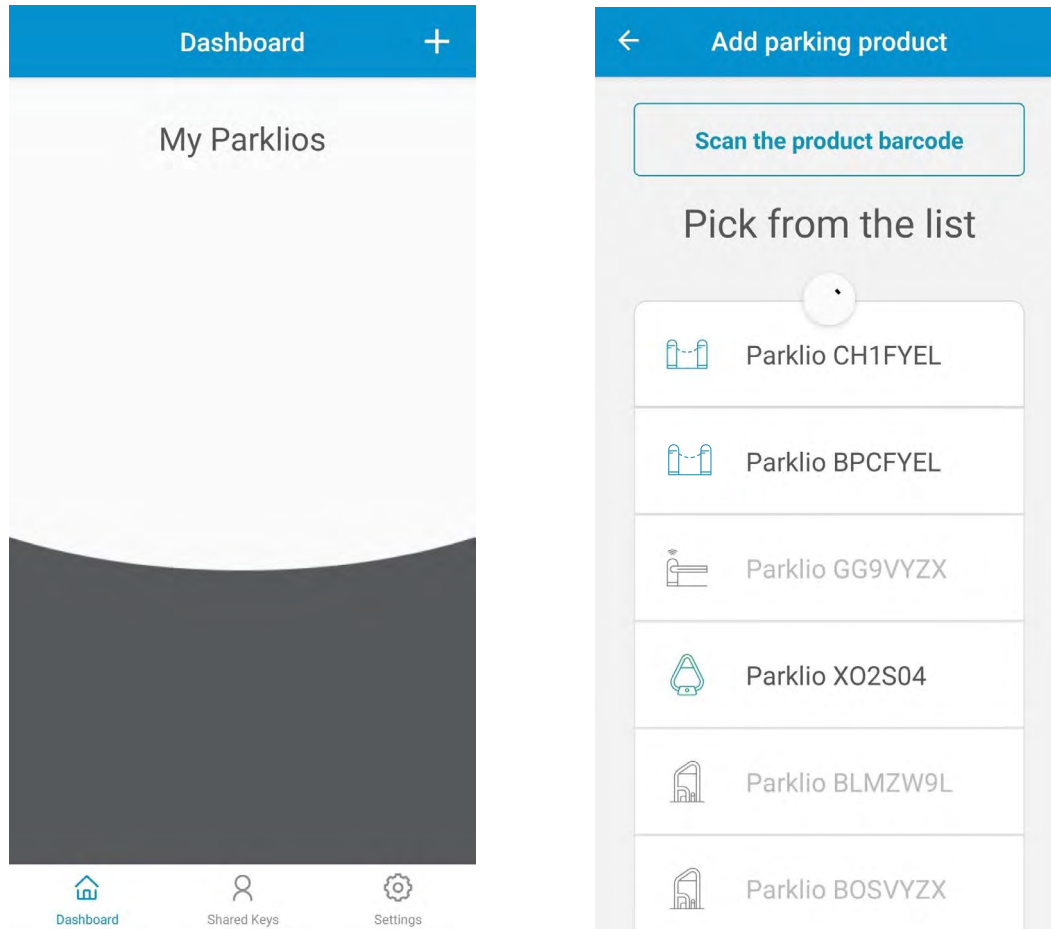 Dashboard
My Parklios
Dashboard
Shared Keys
Settings
Add parking product
Scan the product barcode
Pick from the list
Parklio CH1FYEL
Parklio BPCFYEL
Parklio GG9VYZX
Parklio XO2S04
Parklio BLMZW9L
Parklio BOSVYZX